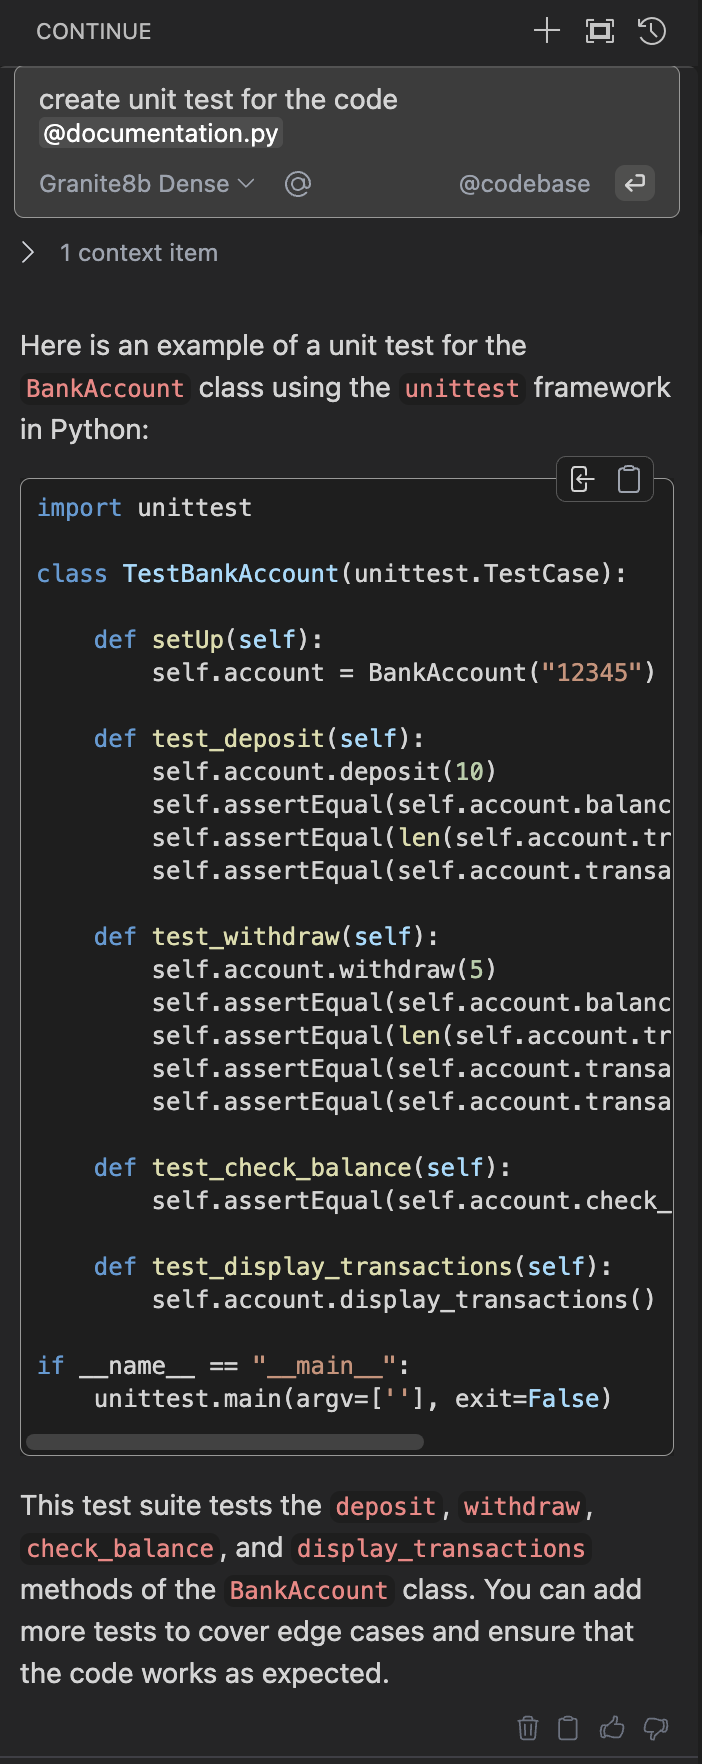 CONTINUE
create unit test for the code
@documentation.py
Granite8b Dense @ @codebase
1 context item
Here is an example of a unit test for the
BankAccount class using the unittest framework
in Python:
import unittest
class TestBankAccount(unittest.TestCase):
    def setUp(self):
        self.account = BankAccount("12345")
    def test_deposit(self):
        self.account.deposit(10)
        self.assertEqual(self.account.balanc
        self.assertEqual(len(self.account.tr
        self.assertEqual(self.account.transa
    def test_withdraw(self):
        self.account.withdraw(5)
        self.assertEqual(self.account.balanc
        self.assertEqual(len(self.account.tr
        self.assertEqual(self.account.transa
        self.assertEqual(self.account.transa
    def test_check_balance(self):
        self.assertEqual(self.account.check_
    def test_display_transactions(self):
        self.account.display_transactions()
if __name__ == "__main__":
    unittest.main(argv=[''], exit=False)
This test suite tests the deposit, withdraw,
check_balance, and display_transactions
methods of the BankAccount class. You can add
more tests to cover edge cases and ensure that
the code works as expected.